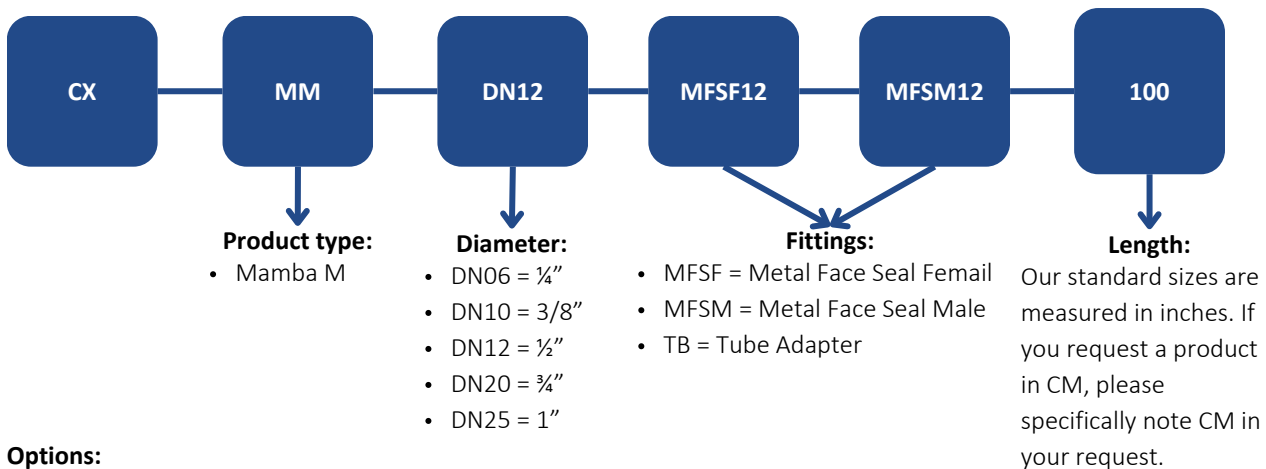 CX
MM
DN12
MFSF12
MFSM12
100
Product type:
• Mamba M
Diameter:
• DN06 = ¼”
• DN10 = 3/8”
• DN12 = ½”
• DN20 = ¾”
• DN25 = 1”
Fittings:
• MFSF = Metal Face Seal Femail
• MFSM = Metal Face Seal Male
• TB = Tube Adapter
Length:
Our standard sizes are
measured in inches. If
you request a product
in CM, please
specifically note CM in
your request.
Options: